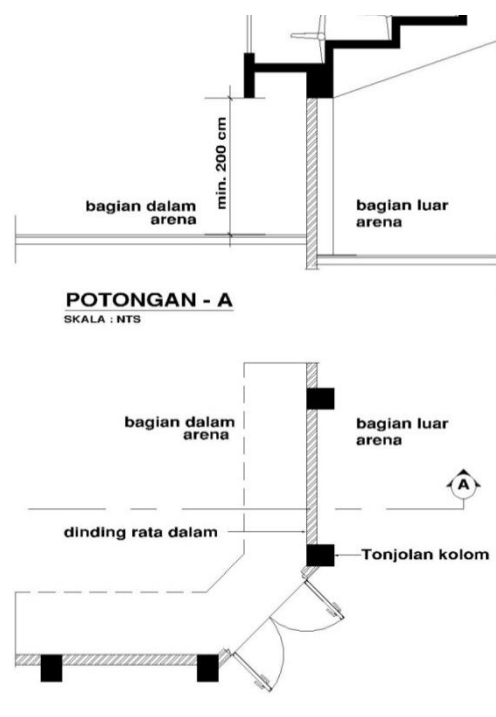 min. 200 cm
bagian dalam
arena
bagian luar
arena
POTONGAN - A
SKALA : NTS
bagian dalam
arena
bagian luar
arena
A
dinding rata dalam
Tonjolan kolom